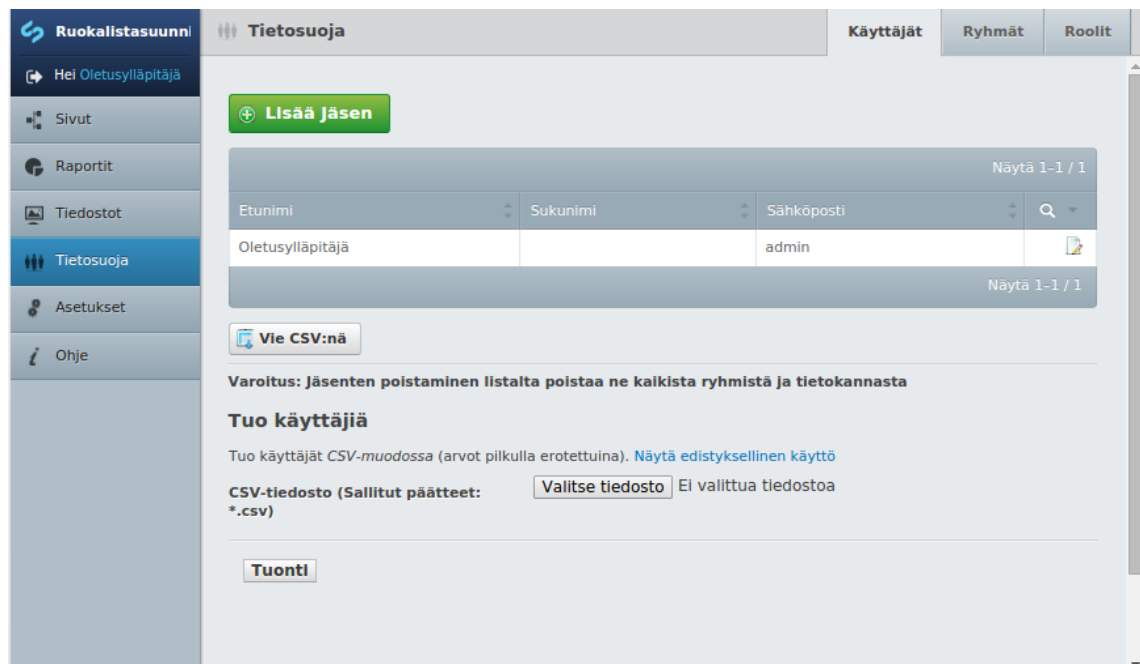 Ruokalistasuunni
Tietosuoja
Käyttäjät
Ryhmät
Roolit
Hei Oletusylläpitäjä
Sivut
Raportit
Tiedostot
Tietosuoja
Asetukset
Ohje
Lisää Jäsen
Näytä 1–1 / 1
Etunimi
Sukunimi
Sähköposti
Oletusylläpitäjä
admin
Näytä 1–1 / 1
Vie CSV:nä
Varoitus: Jäsenten poistaminen listalta poistaa ne kaikista ryhmistä ja tietokannasta
Tuo käyttäjiä
Tuo käyttäjät CSV-muodossa (arvot pilkulla erotettuina). Näytä edistyksellinen käyttö
CSV-tiedosto (Sallitut päätteet:
*.csv)
Valitse tiedosto Ei valittua tiedostoa
Tuonti